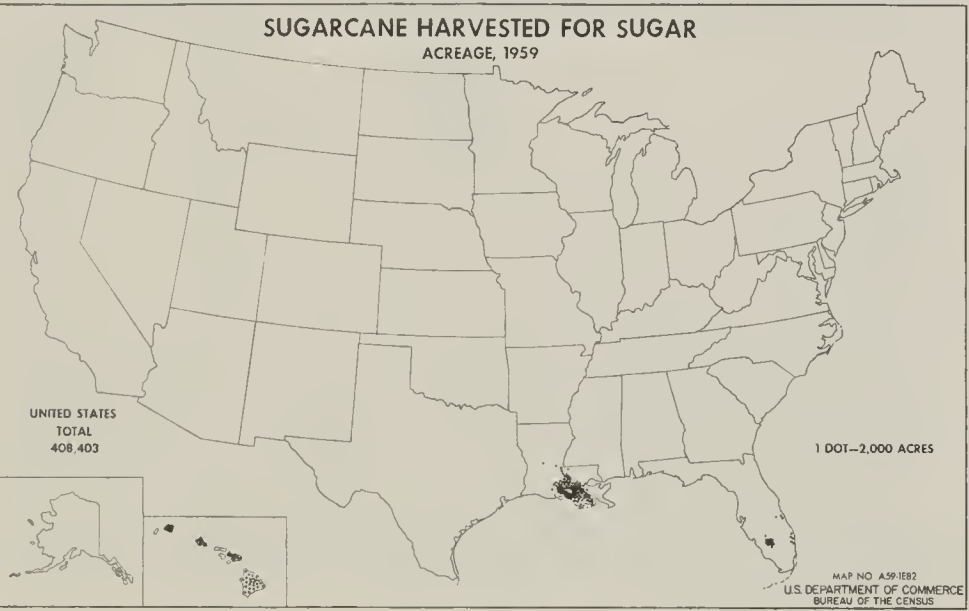 SUGARCANE HARVESTED FOR SUGAR
ACREAGE, 1959
UNITED STATES
TOTAL
408,403
1 DOT—2,000 ACRES
MAP NO A59-1E82
U.S. DEPARTMENT OF COMMERCE
BUREAU OF THE CENSUS